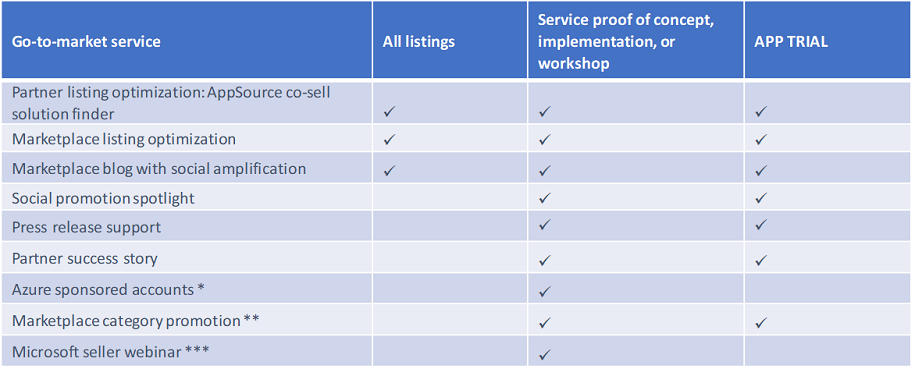 Go-to-market service
All listings
Service proof of concept,
implementation, or
workshop
APP TRIAL
Partner listing optimization: AppSource co-sell
solution finder
✓ ✓ ✓
Marketplace listing optimization ✓ ✓ ✓
Marketplace blog with social amplification ✓ ✓ ✓
Social promotion spotlight ✓ ✓
Press release support ✓ ✓
Partner success story ✓ ✓
Azure sponsored accounts * ✓
Marketplace category promotion ** ✓ ✓
Microsoft seller webinar *** ✓